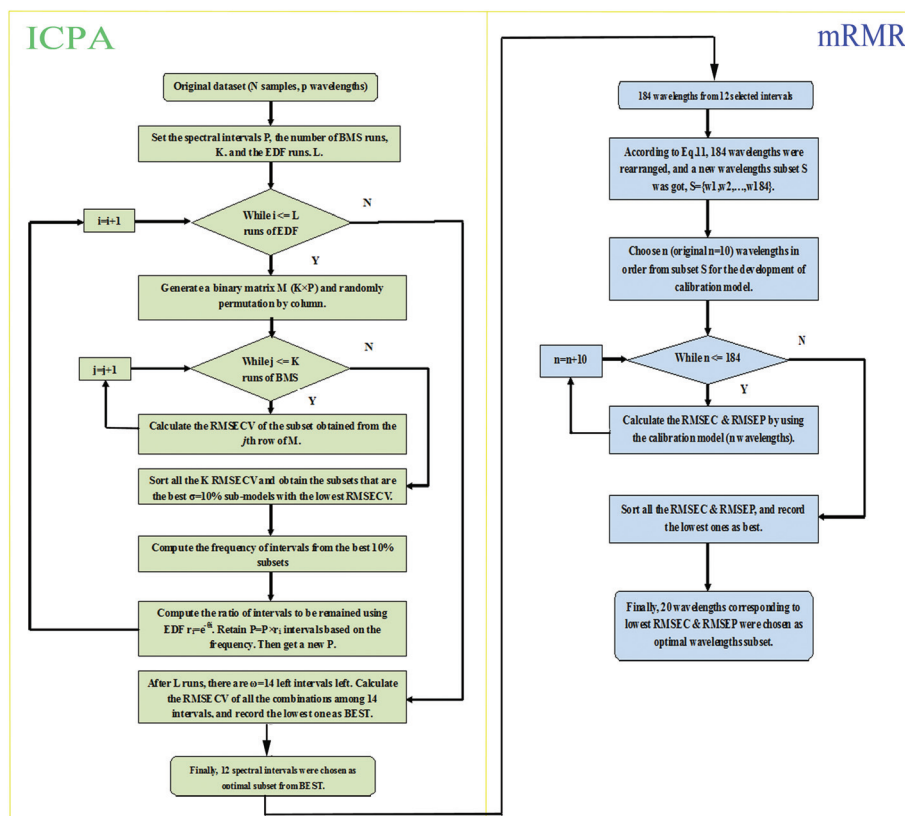 ICPA
Original dataset (N samples, p wavelengths)
Set the spectral intervals P, the number of BMS runs,
K. and the EDF runs. L.
While i <= L
runs of EDF
N
i=i+1
Y
Generate a binary matrix M (K×P) and randomly
permutation by column.
While j <= K
runs of BMS
N
j=j+1
Y
Calculate the RMSECV of the subset obtained from the
jth row of M.
Sort all the K RMSECV and obtain the subsets that are
the best σ=10% sub-models with the lowest RMSECV.
Compute the frequency of intervals from the best 10%
subsets
Compute the ratio of intervals to be remained using
EDF rᵢ=e^-θi. Retain P=P×rᵢ intervals based on the
frequency. Then get a new P.
After L runs, there are ω=14 left intervals left. Calculate
the RMSECV of all the combinations among 14
intervals, and record the lowest one as BEST.
Finally, 12 spectral intervals were chosen as
optimal subset from BEST.
mRMR
184 wavelengths from 12 selected intervals
According to Eq.11, 184 wavelengths were
rearranged, and a new wavelengths subset S
was got, S={w1,w2,...,w184}.
Choose n (original n=10) wavelengths in
order from subset S for the development of
calibration model.
While n <= 184
N
n=n+10
Y
Calculate the RMSEC & RMSEP by using
the calibration model (n wavelengths).
Sort all the RMSEC & RMSEP, and record
the lowest ones as best.
Finally, 20 wavelengths corresponding to
lowest RMSEC & RMSEP were chosen as
optimal wavelengths subset.